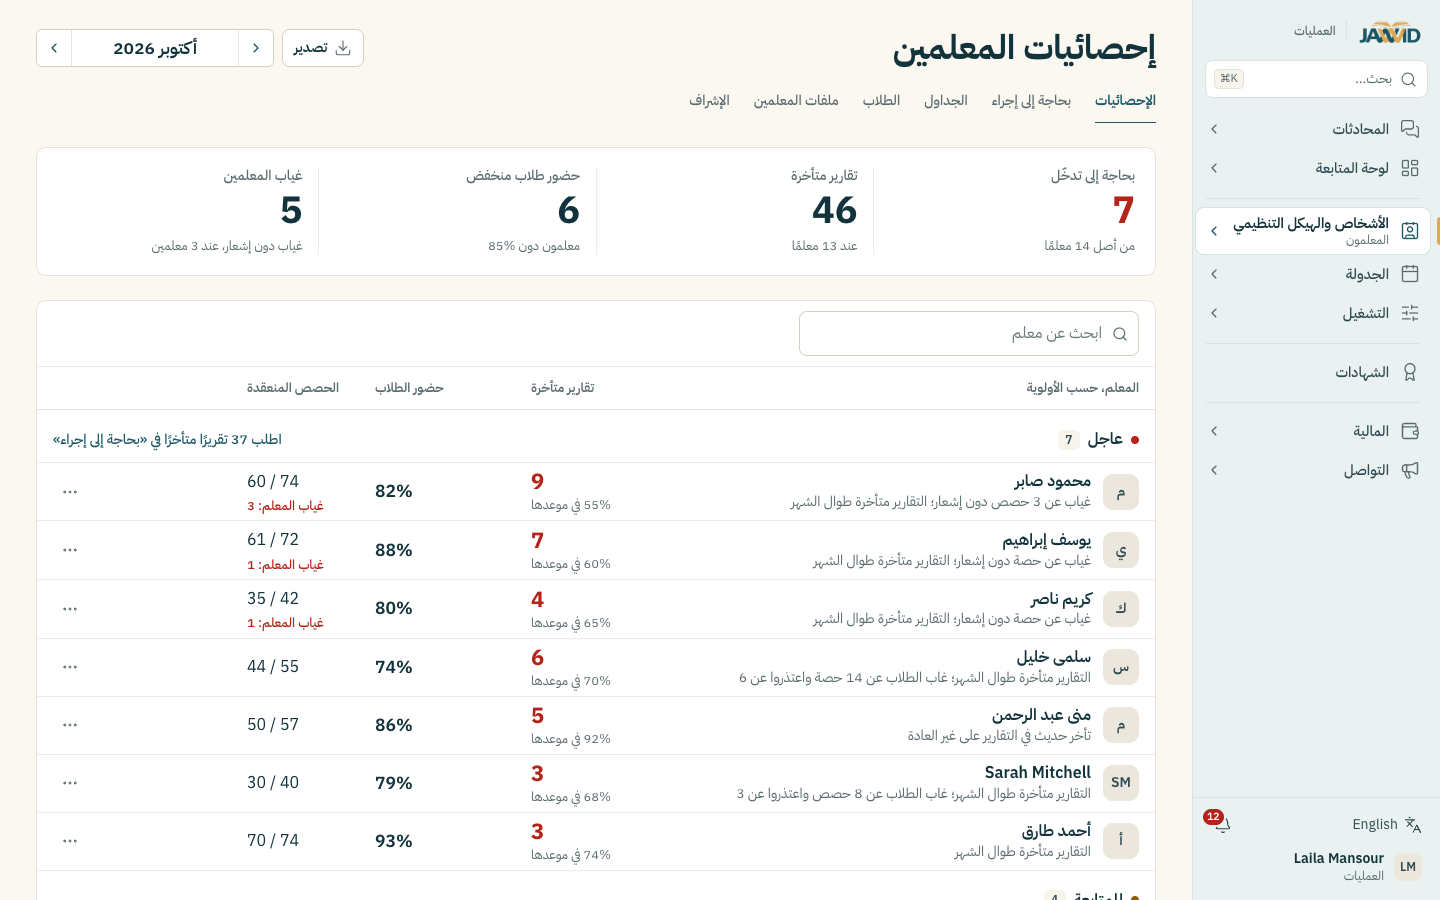 JAWWID
العمليات
بحث...
⌘K
المحادثات
لوحة المتابعة
الأشخاص والهيكل التنظيمي
المعلمون
الجدولة
التشغيل
الشهادات
المالية
التواصل
English
12
LM
Laila Mansour
العمليات
إحصائيات المعلمين
تصدير
أكتوبر 2026
الإحصائيات
بحاجة إلى إجراء
الجداول
الطلاب
ملفات المعلمين
الإشراف
بحاجة إلى تدخّل
7
من أصل 14 معلمًا
تقارير متأخرة
46
عند 13 معلمًا
حضور طلاب منخفض
6
معلمون دون 85%
غياب المعلمين
5
غياب دون إشعار، عند 3 معلمين
ابحث عن معلم
المعلم، حسب الأولوية
تقارير متأخرة
حضور الطلاب
الحصص المنعقدة
عاجل
7
اطلب 37 تقريرًا متأخرًا في «بحاجة إلى إجراء»
م
محمود صابر
غياب عن 3 حصص دون إشعار؛ التقارير متأخرة طوال الشهر
9
55% في موعدها
82%
60 / 74
غياب المعلم: 3
ي
يوسف إبراهيم
غياب عن حصة دون إشعار؛ التقارير متأخرة طوال الشهر
7
60% في موعدها
88%
61 / 72
غياب المعلم: 1
ك
كريم ناصر
غياب عن حصة دون إشعار؛ التقارير متأخرة طوال الشهر
4
65% في موعدها
80%
35 / 42
غياب المعلم: 1
س
سلمى خليل
التقارير متأخرة طوال الشهر؛ غاب الطلاب عن 14 حصة واعتذروا عن 6
6
70% في موعدها
74%
44 / 55
م
منى عبد الرحمن
تأخر حديث في التقارير على غير العادة
5
92% في موعدها
86%
50 / 57
SM
Sarah Mitchell
التقارير متأخرة طوال الشهر؛ غاب الطلاب عن 8 حصص واعتذروا عن 3
3
68% في موعدها
79%
30 / 40
أ
أحمد طارق
التقارير متأخرة طوال الشهر
3
74% في موعدها
93%
70 / 74
للمتابعة
4